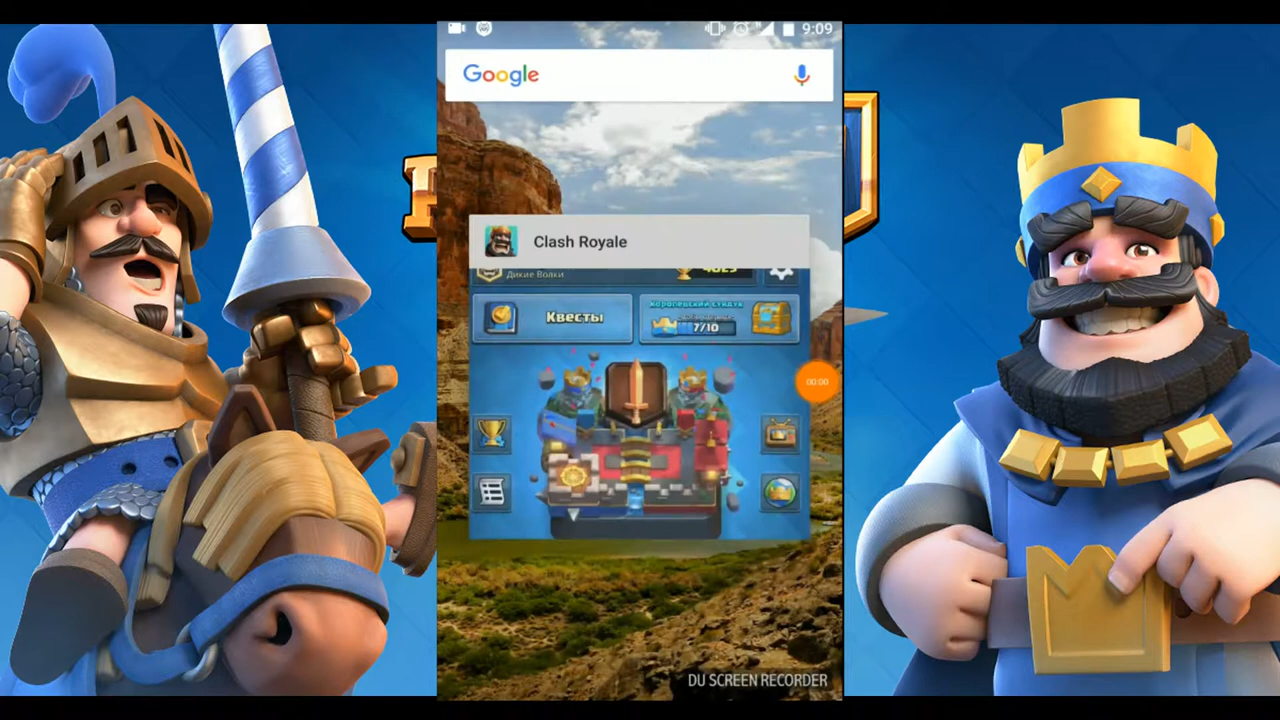 9:09
Google
Clash Royale
Дикие Волки
Квесты
Королевский сундук
7/10
00:00
DU SCREEN RECORDER